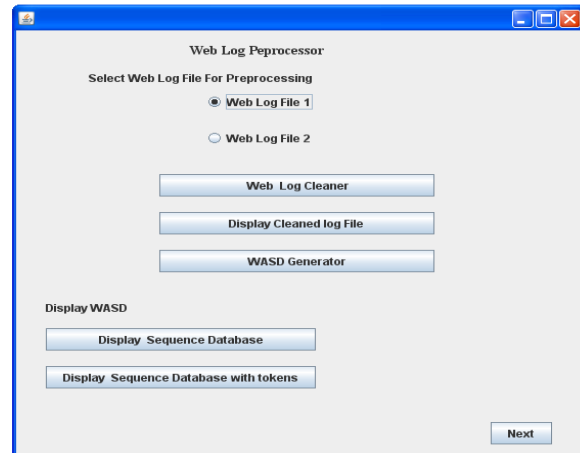 Web Log Peprocessor
Select Web Log File For Preprocessing
Web Log File 1
Web Log File 2
Web Log Cleaner
Display Cleaned log File
WASD Generator
Display WASD
Display Sequence Database
Display Sequence Database with tokens
Next